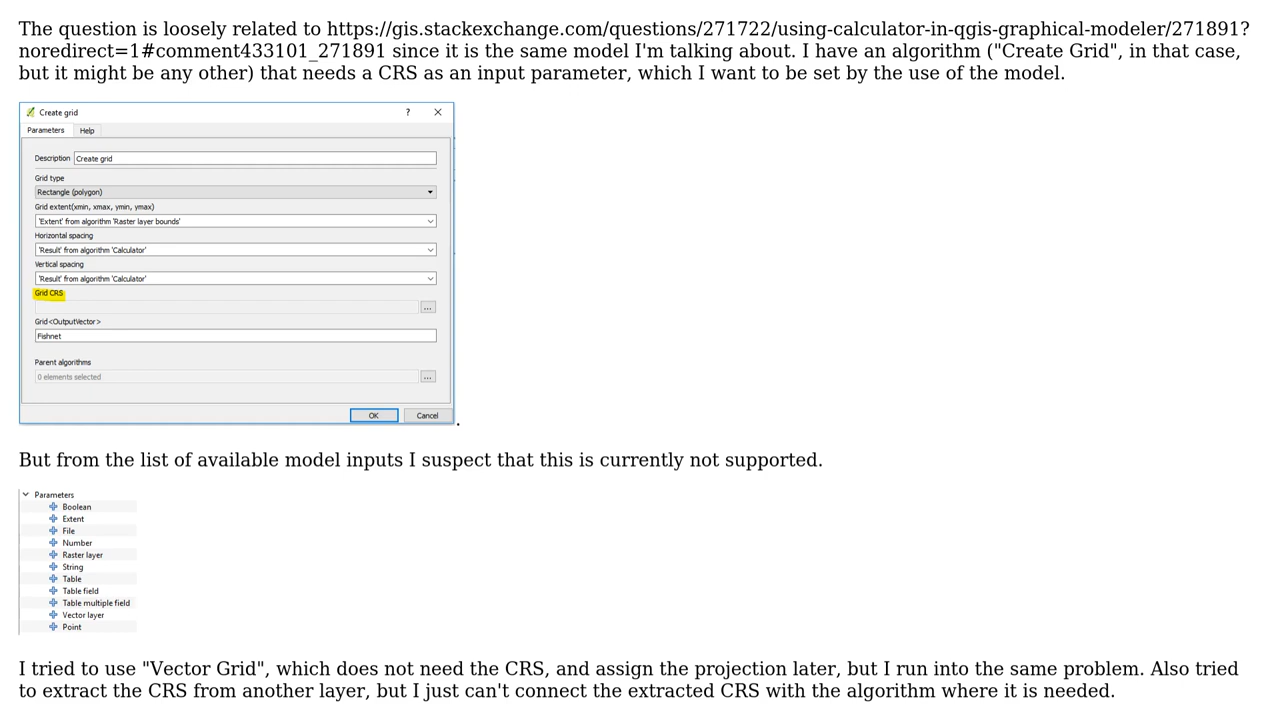 The question is loosely related to https://gis.stackexchange.com/questions/271722/using-calculator-in-qgis-graphical-modeler/271891?
noredirect=1#comment433101_271891 since it is the same model I'm talking about. I have an algorithm ("Create Grid", in that case,
but it might be any other) that needs a CRS as an input parameter, which I want to be set by the use of the model.
Create grid
? ×
Parameters Help
Description Create grid
Grid type
Rectangle (polygon)
Grid extent(xmin, xmax, ymin, ymax)
'Extent' from algorithm 'Raster layer bounds'
Horizontal spacing
'Result' from algorithm 'Calculator'
Vertical spacing
'Result' from algorithm 'Calculator'
Grid CRS
...
Grid<OutputVector>
Fishnet
Parent algorithms
0 elements selected ...
OK Cancel
.
But from the list of available model inputs I suspect that this is currently not supported.
Parameters
Boolean
Extent
File
Number
Raster layer
String
Table
Table field
Table multiple field
Vector layer
Point
I tried to use "Vector Grid", which does not need the CRS, and assign the projection later, but I run into the same problem. Also tried
to extract the CRS from another layer, but I just can't connect the extracted CRS with the algorithm where it is needed.